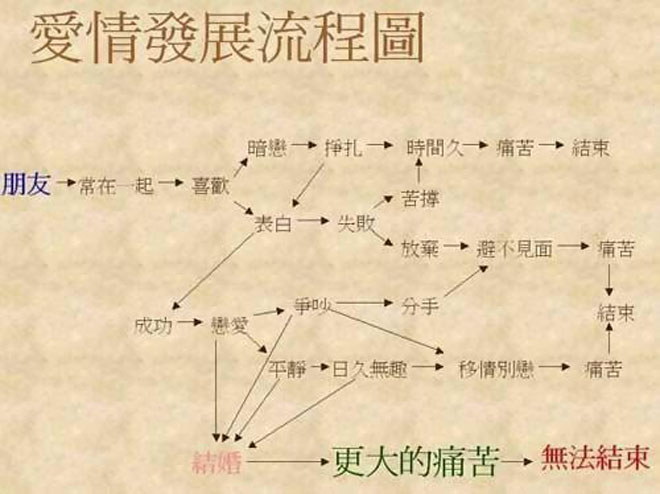 愛情發展流程圖
暗戀 掙扎 時間久 痛苦 結束
朋友 常在一起 喜歡 苦撐
表白 失敗
放棄 避不見面 痛苦
成功 戀愛 爭吵 分手 結束
平靜 日久無趣 移情別戀 痛苦
結婚 更大的痛苦 無法結束